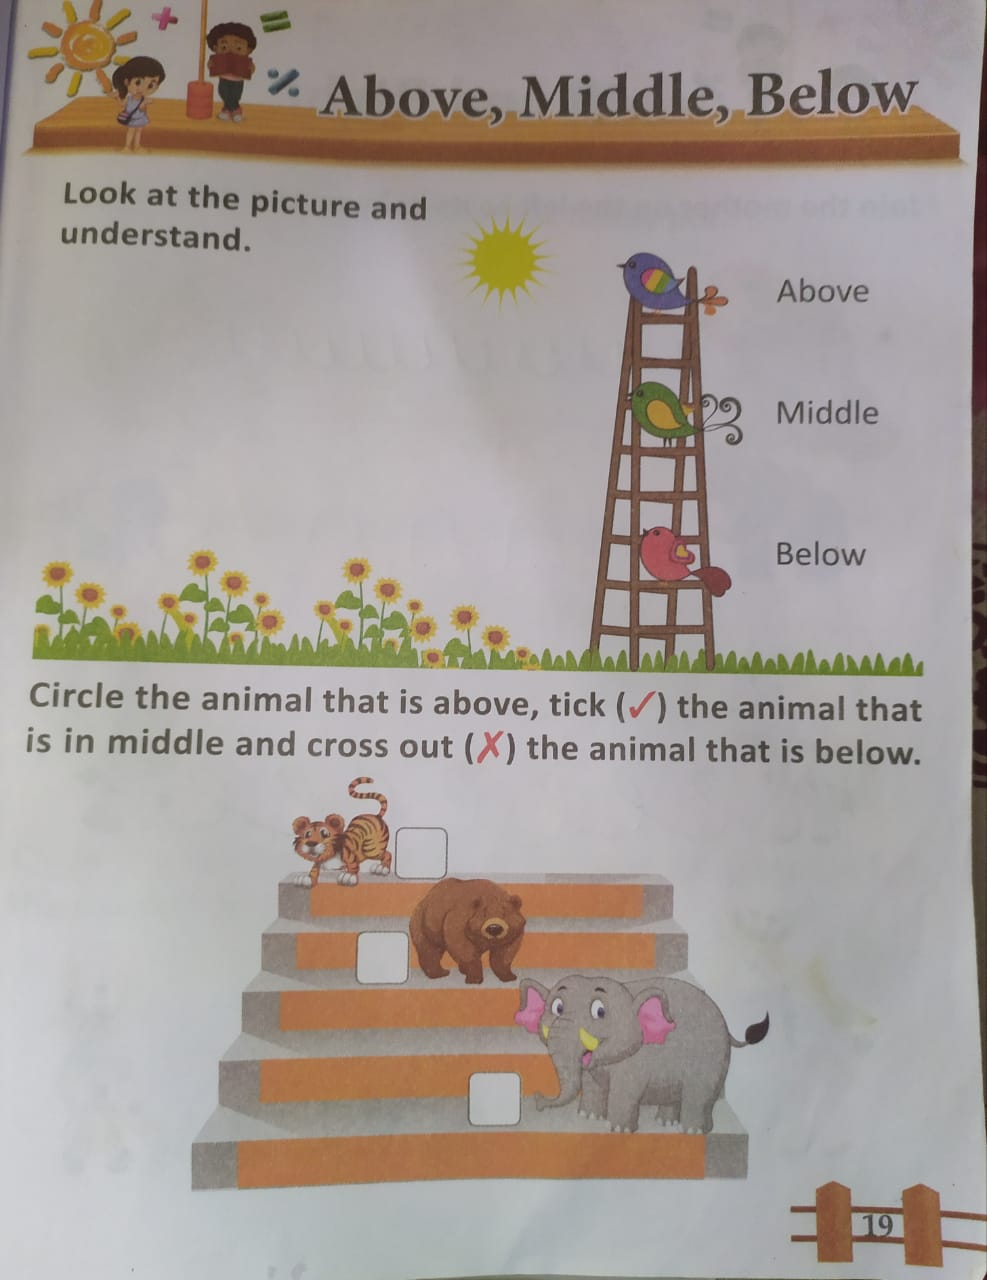 Above, Middle, Below
Look at the picture and
understand.
Above
Middle
Below
Circle the animal that is above, tick (✓) the animal that
is in middle and cross out (✗) the animal that is below.
19